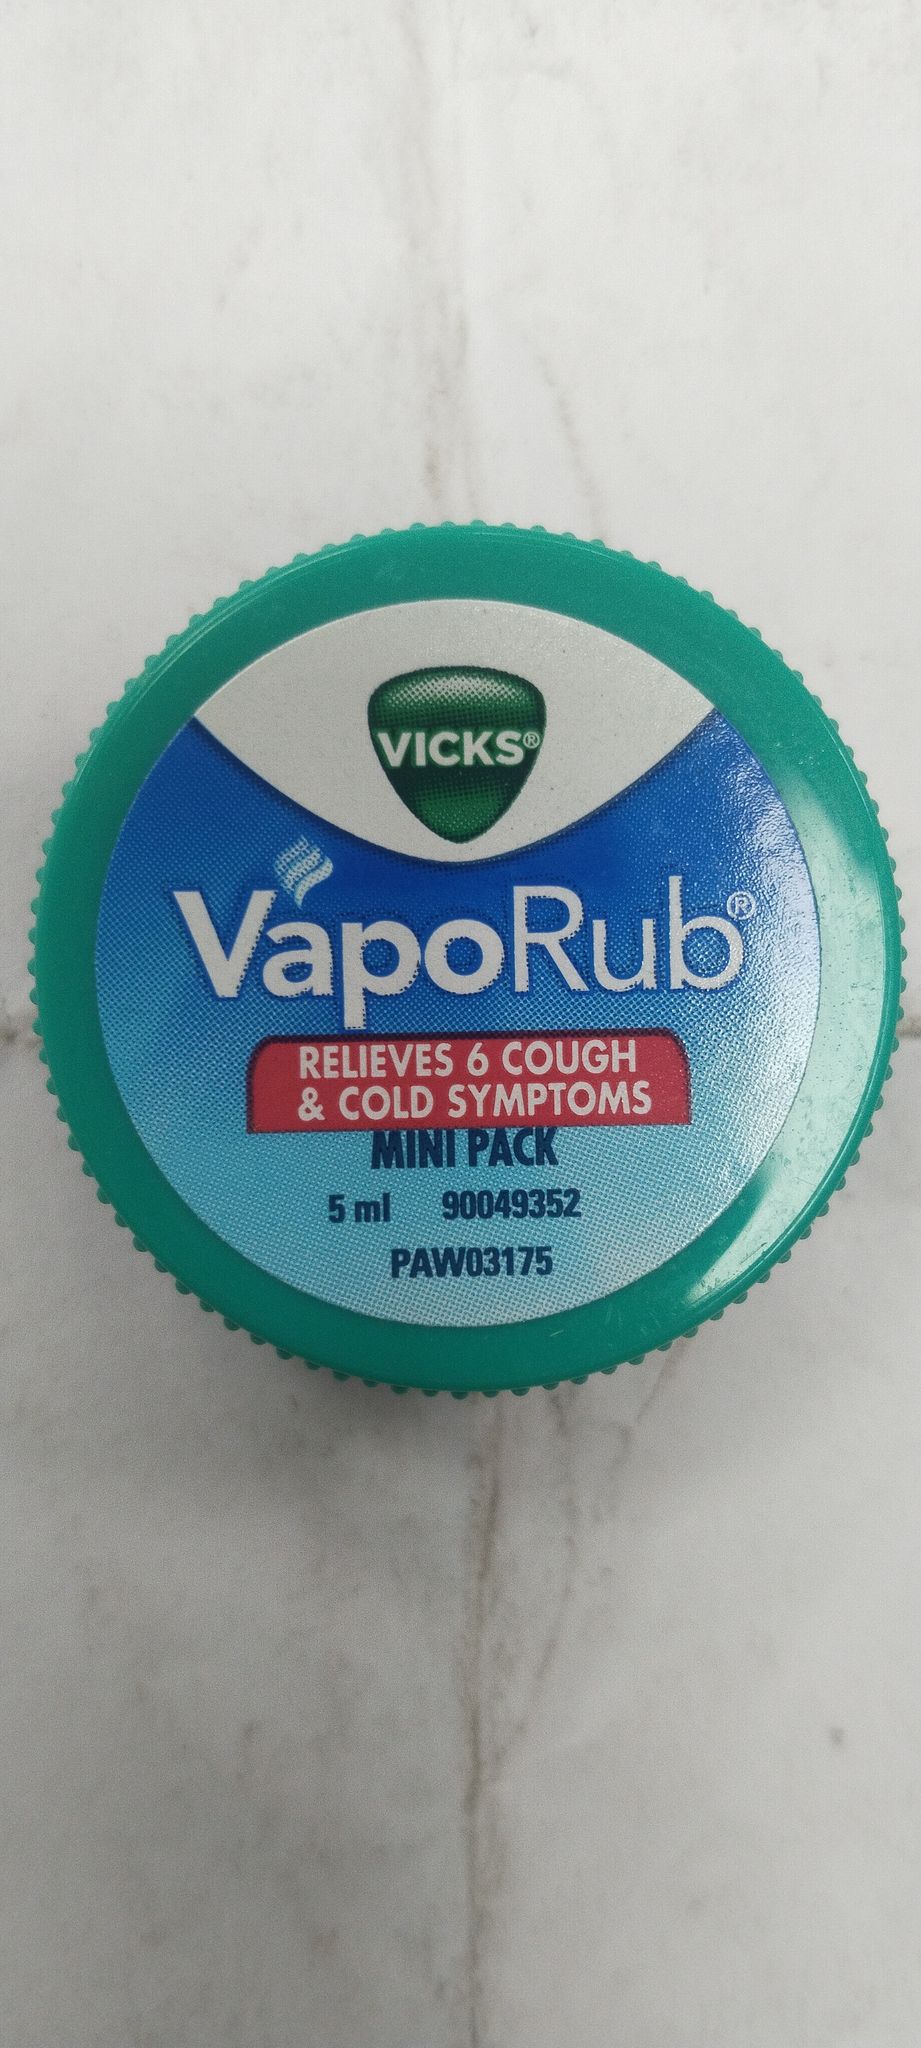 VICKS®
VapoRub®
RELIEVES 6 COUGH
& COLD SYMPTOMS
MINI PACK
5 ml 90049352
PAW03175